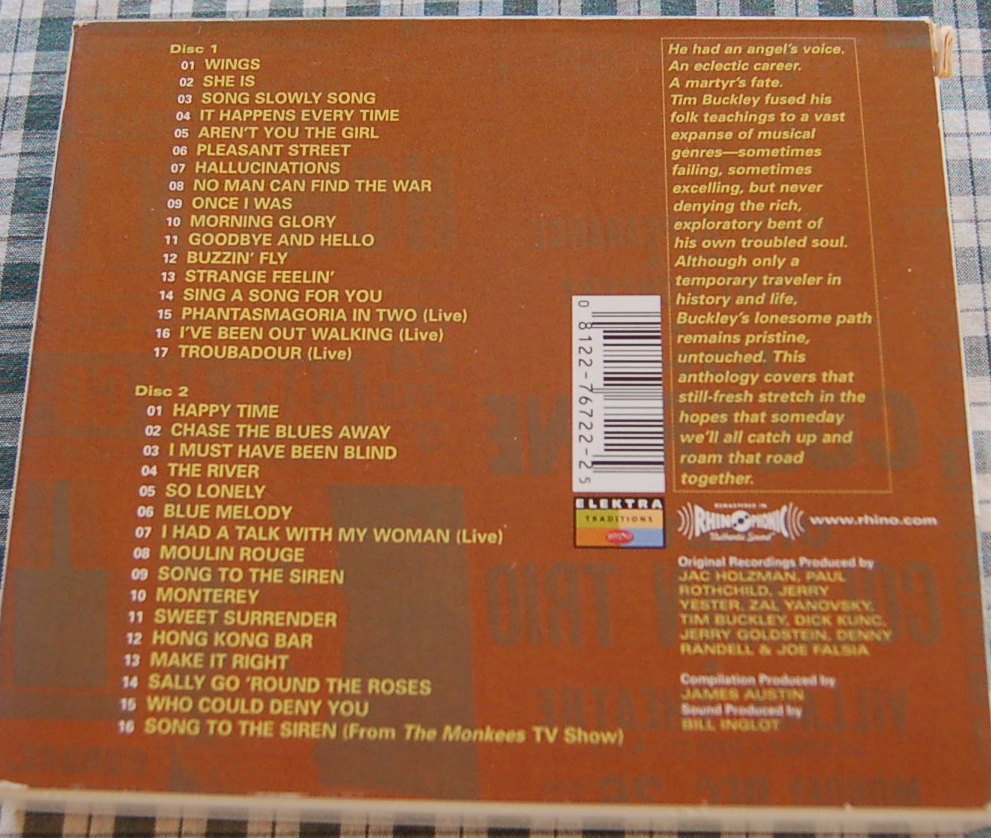 Disc 1
01 WINGS
02 SHE IS
03 SONG SLOWLY SONG
04 IT HAPPENS EVERY TIME
05 AREN'T YOU THE GIRL
06 PLEASANT STREET
07 HALLUCINATIONS
08 NO MAN CAN FIND THE WAR
09 ONCE I WAS
10 MORNING GLORY
11 GOODBYE AND HELLO
12 BUZZIN' FLY
13 STRANGE FEELIN'
14 SING A SONG FOR YOU
15 PHANTASMAGORIA IN TWO (Live)
16 I'VE BEEN OUT WALKING (Live)
17 TROUBADOUR (Live)
Disc 2
01 HAPPY TIME
02 CHASE THE BLUES AWAY
03 I MUST HAVE BEEN BLIND
04 THE RIVER
05 SO LONELY
06 BLUE MELODY
07 I HAD A TALK WITH MY WOMAN (Live)
08 MOULIN ROUGE
09 SONG TO THE SIREN
10 MONTEREY
11 SWEET SURRENDER
12 HONG KONG BAR
13 MAKE IT RIGHT
14 SALLY GO 'ROUND THE ROSES
15 WHO COULD DENY YOU
16 SONG TO THE SIREN (From The Monkees TV Show)
He had an angel's voice.
An eclectic career.
A martyr's fate.
Tim Buckley fused his
folk teachings to a vast
expanse of musical
genres—sometimes
failing, sometimes
excelling, but never
denying the rich,
exploratory bent of
his own troubled soul.
Although only a
temporary traveler in
history and life,
Buckley's lonesome path
remains pristine,
untouched. This
anthology covers that
still-fresh stretch in the
hopes that someday
we'll all catch up and
roam that road
together.
0 8122-76722-2 5
ELEKTRA
TRADITIONS
RHINO
REMASTERED IN
RHINOPHONIC
Authentic Sound
www.rhino.com
Original Recordings Produced by
JAC HOLZMAN, PAUL
ROTHCHILD, JERRY
YESTER, ZAL YANOVSKY,
TIM BUCKLEY, DICK KUNC,
JERRY GOLDSTEIN, DENNY
RANDELL & JOE FALSIA
Compilation Produced by
JAMES AUSTIN
Sound Produced by
BILL INGLOT